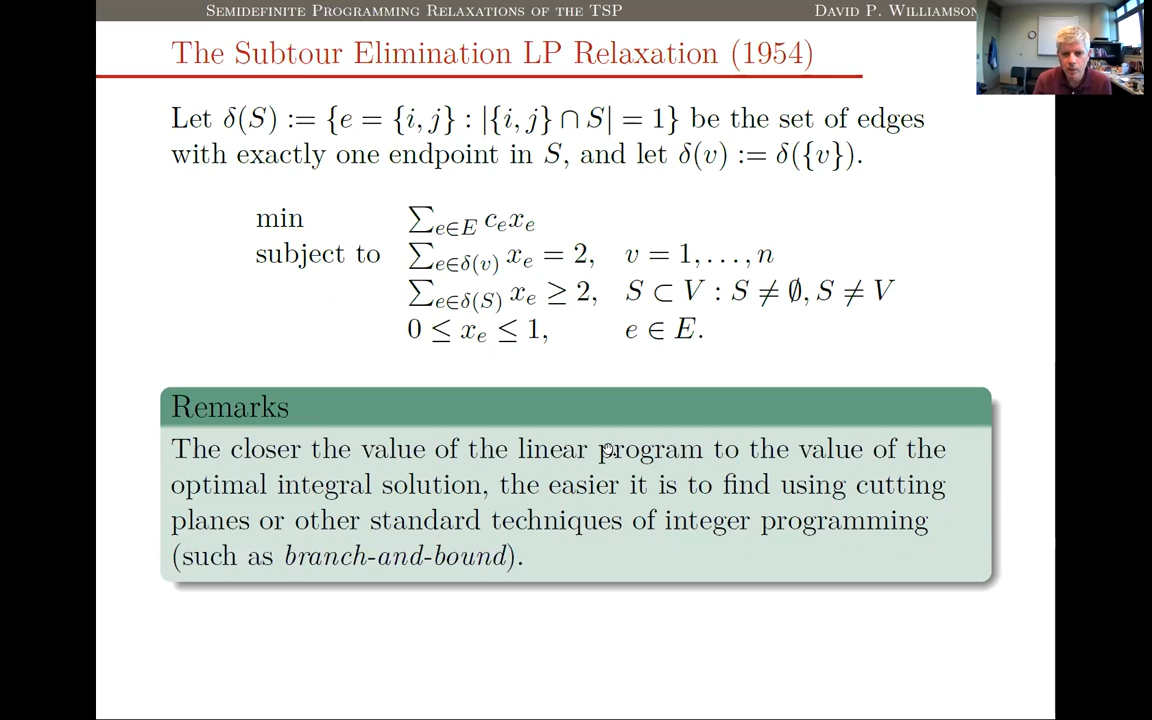 SEMIDEFINITE PROGRAMMING RELAXATIONS OF THE TSP DAVID P. WILLIAMSON
The Subtour Elimination LP Relaxation (1954)
Let δ(S) := {e = {i, j} : |{i, j} ∩ S| = 1} be the set of edges
with exactly one endpoint in S, and let δ(v) := δ({v}).
min ∑_{e∈E} c_e x_e
subject to ∑_{e∈δ(v)} x_e = 2, v = 1, . . . , n
∑_{e∈δ(S)} x_e ≥ 2, S ⊂ V : S ≠ ∅, S ≠ V
0 ≤ x_e ≤ 1, e ∈ E.
Remarks
The closer the value of the linear program to the value of the
optimal integral solution, the easier it is to find using cutting
planes or other standard techniques of integer programming
(such as branch-and-bound).